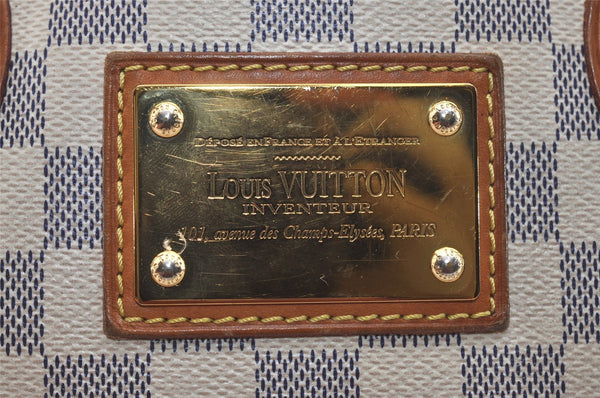 DÉPOSÉ EN FRANCE ET À L'ETRANGER
LOUIS VUITTON
INVENTEUR
101, avenue des Champs-Elysées, PARIS